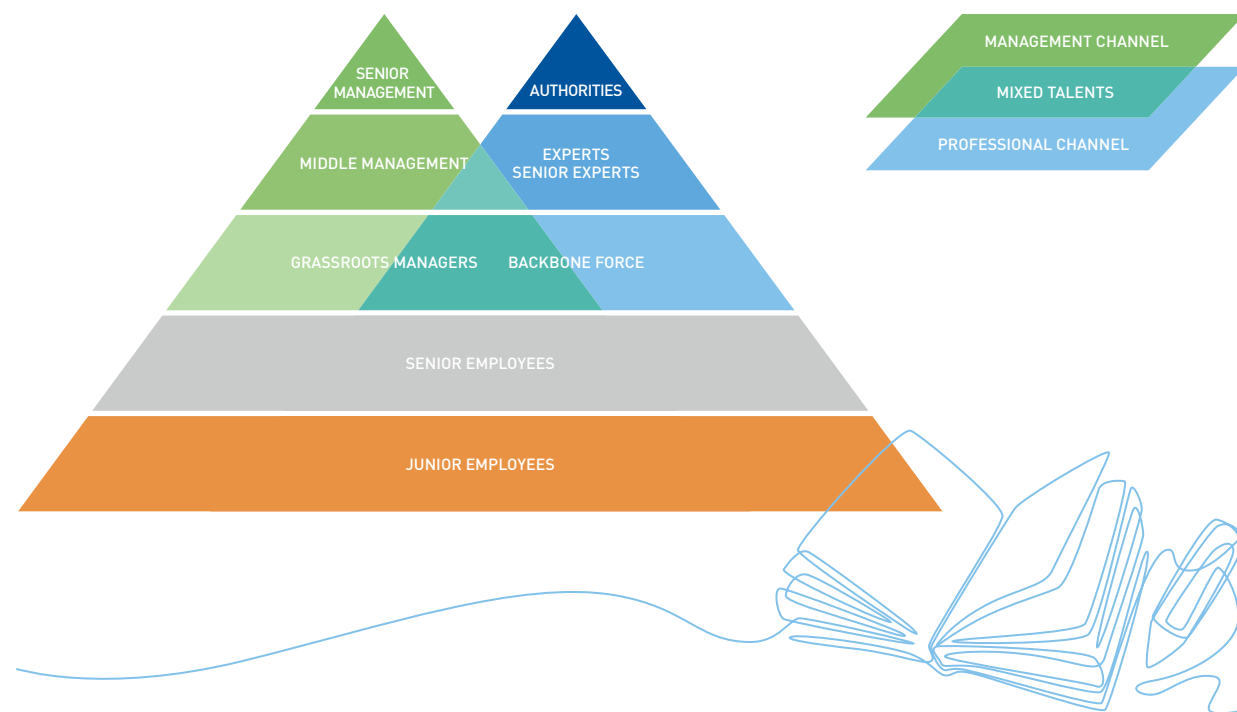 SENIOR
MANAGEMENT
AUTHORITIES
MIDDLE MANAGEMENT
EXPERTS
SENIOR EXPERTS
GRASSROOTS MANAGERS
BACKBONE FORCE
SENIOR EMPLOYEES
JUNIOR EMPLOYEES
MANAGEMENT CHANNEL
MIXED TALENTS
PROFESSIONAL CHANNEL